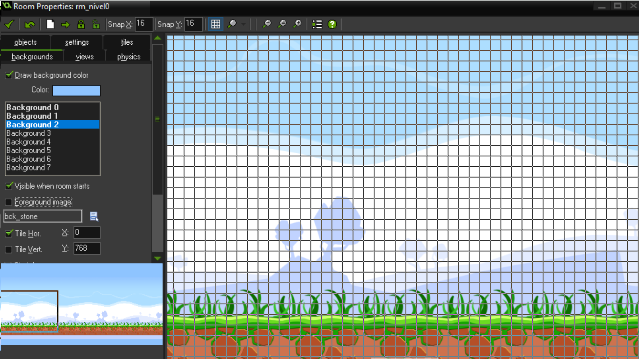 Room Properties: rm_nivel0
Snap X: 16 Snap Y: 16
objects settings tiles
backgrounds views physics
Draw background color
Color:
Background 0
Background 1
Background 2
Background 3
Background 4
Background 5
Background 6
Background 7
Visible when room starts
Foreground image
bck_stone
Tile Hor. X: 0
Tile Vert. Y: 768